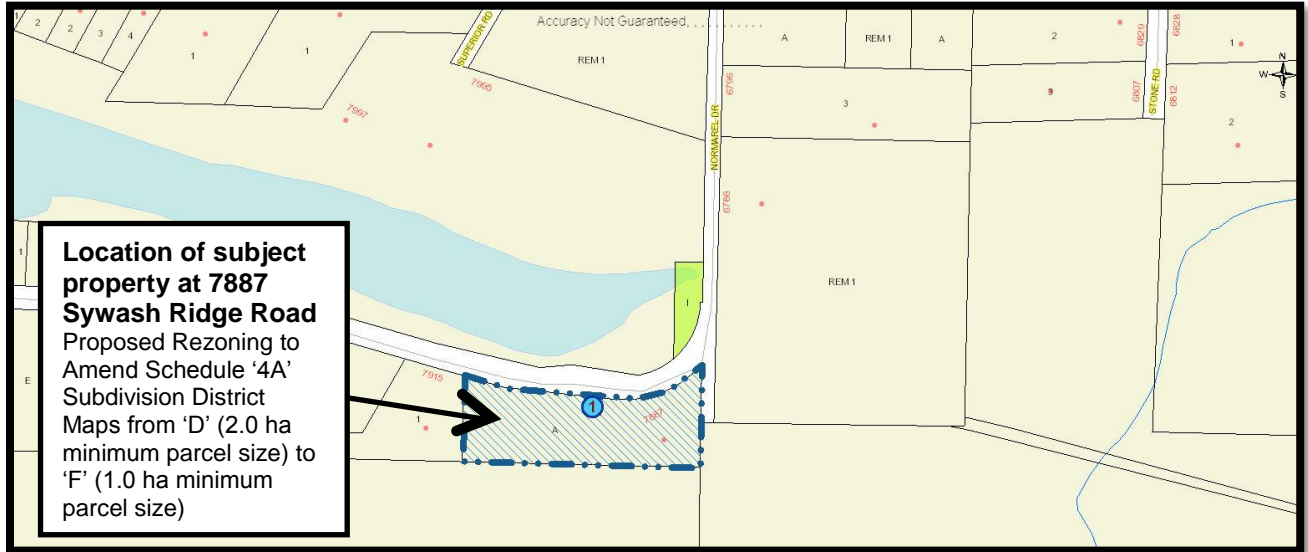 Accuracy Not Guaranteed, . . . . . . . . . . .
1
2
2
3
4
1
1
SUPERIOR RD
REM 1
7995
7997
A
REM 1
A
2
6829
6828
1
6796
3
9
6807
STONE RD
6812
2
N
W
S
NORMAREL DR
6786
REM 1
1
I
E
7915
1
A
1
7887
Location of subject
property at 7887
Sywash Ridge Road
Proposed Rezoning to
Amend Schedule ‘4A’
Subdivision District
Maps from ‘D’ (2.0 ha
minimum parcel size) to
‘F’ (1.0 ha minimum
parcel size)